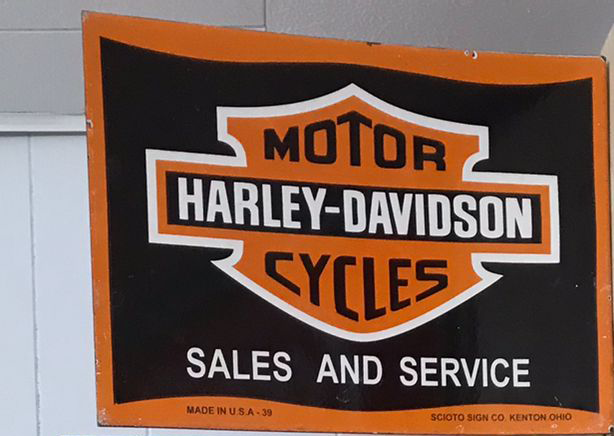 MOTOR
HARLEY-DAVIDSON
CYCLES
SALES AND SERVICE
MADE IN U.S.A - 39
SCIOTO SIGN CO. KENTON.OHIO